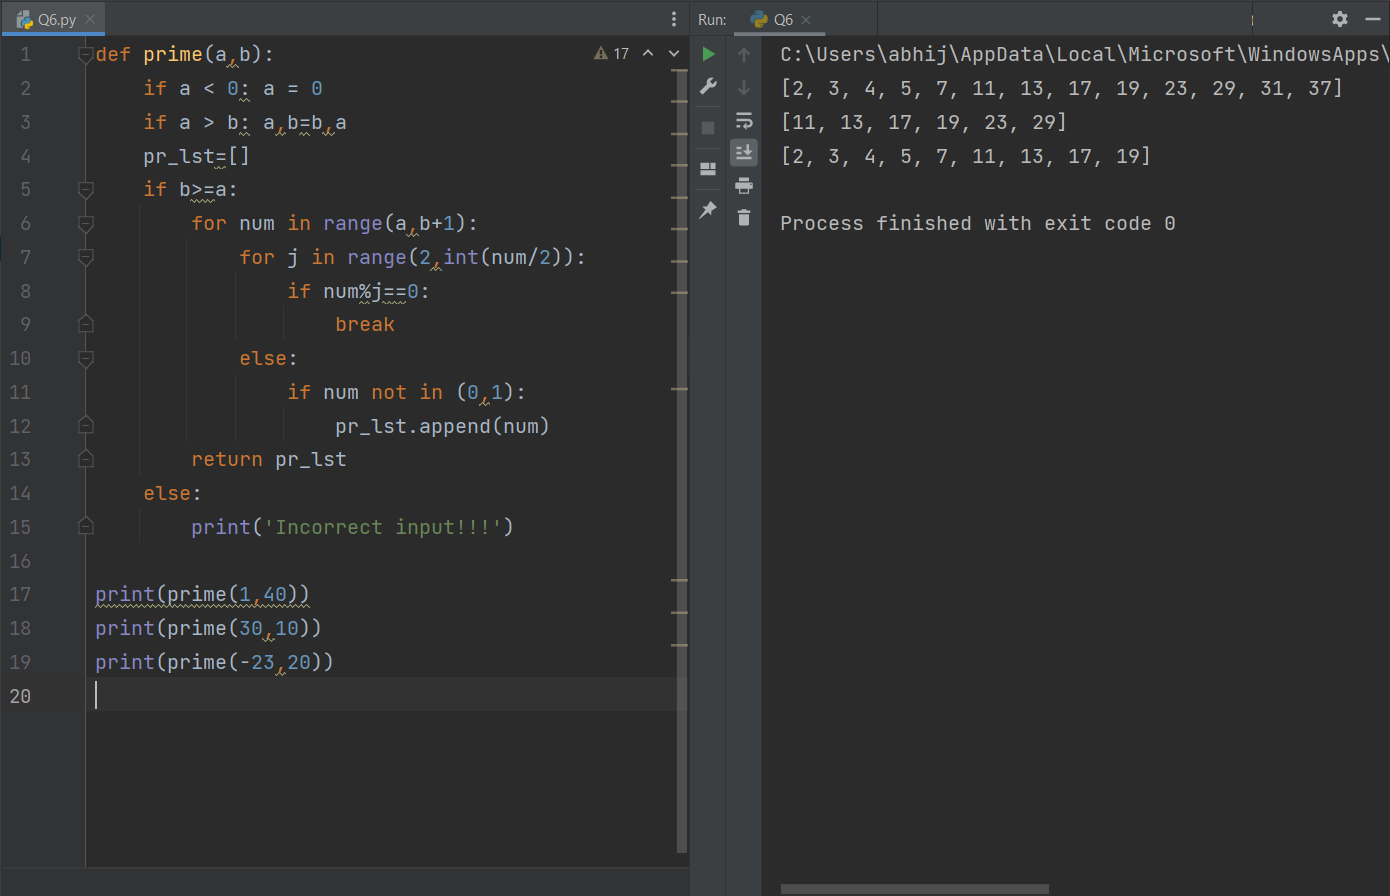 Q6.py
17
1 def prime(a,b):
2     if a < 0: a = 0
3     if a > b: a,b=b,a
4     pr_lst=[]
5     if b>=a:
6         for num in range(a,b+1):
7             for j in range(2,int(num/2)):
8                 if num%j==0:
9                     break
10             else:
11                 if num not in (0,1):
12                     pr_lst.append(num)
13         return pr_lst
14     else:
15         print('Incorrect input!!!')
16
17 print(prime(1,40))
18 print(prime(30,10))
19 print(prime(-23,20))
20
Run: Q6
C:\Users\abhij\AppData\Local\Microsoft\WindowsApps\
[2, 3, 4, 5, 7, 11, 13, 17, 19, 23, 29, 31, 37]
[11, 13, 17, 19, 23, 29]
[2, 3, 4, 5, 7, 11, 13, 17, 19]
Process finished with exit code 0